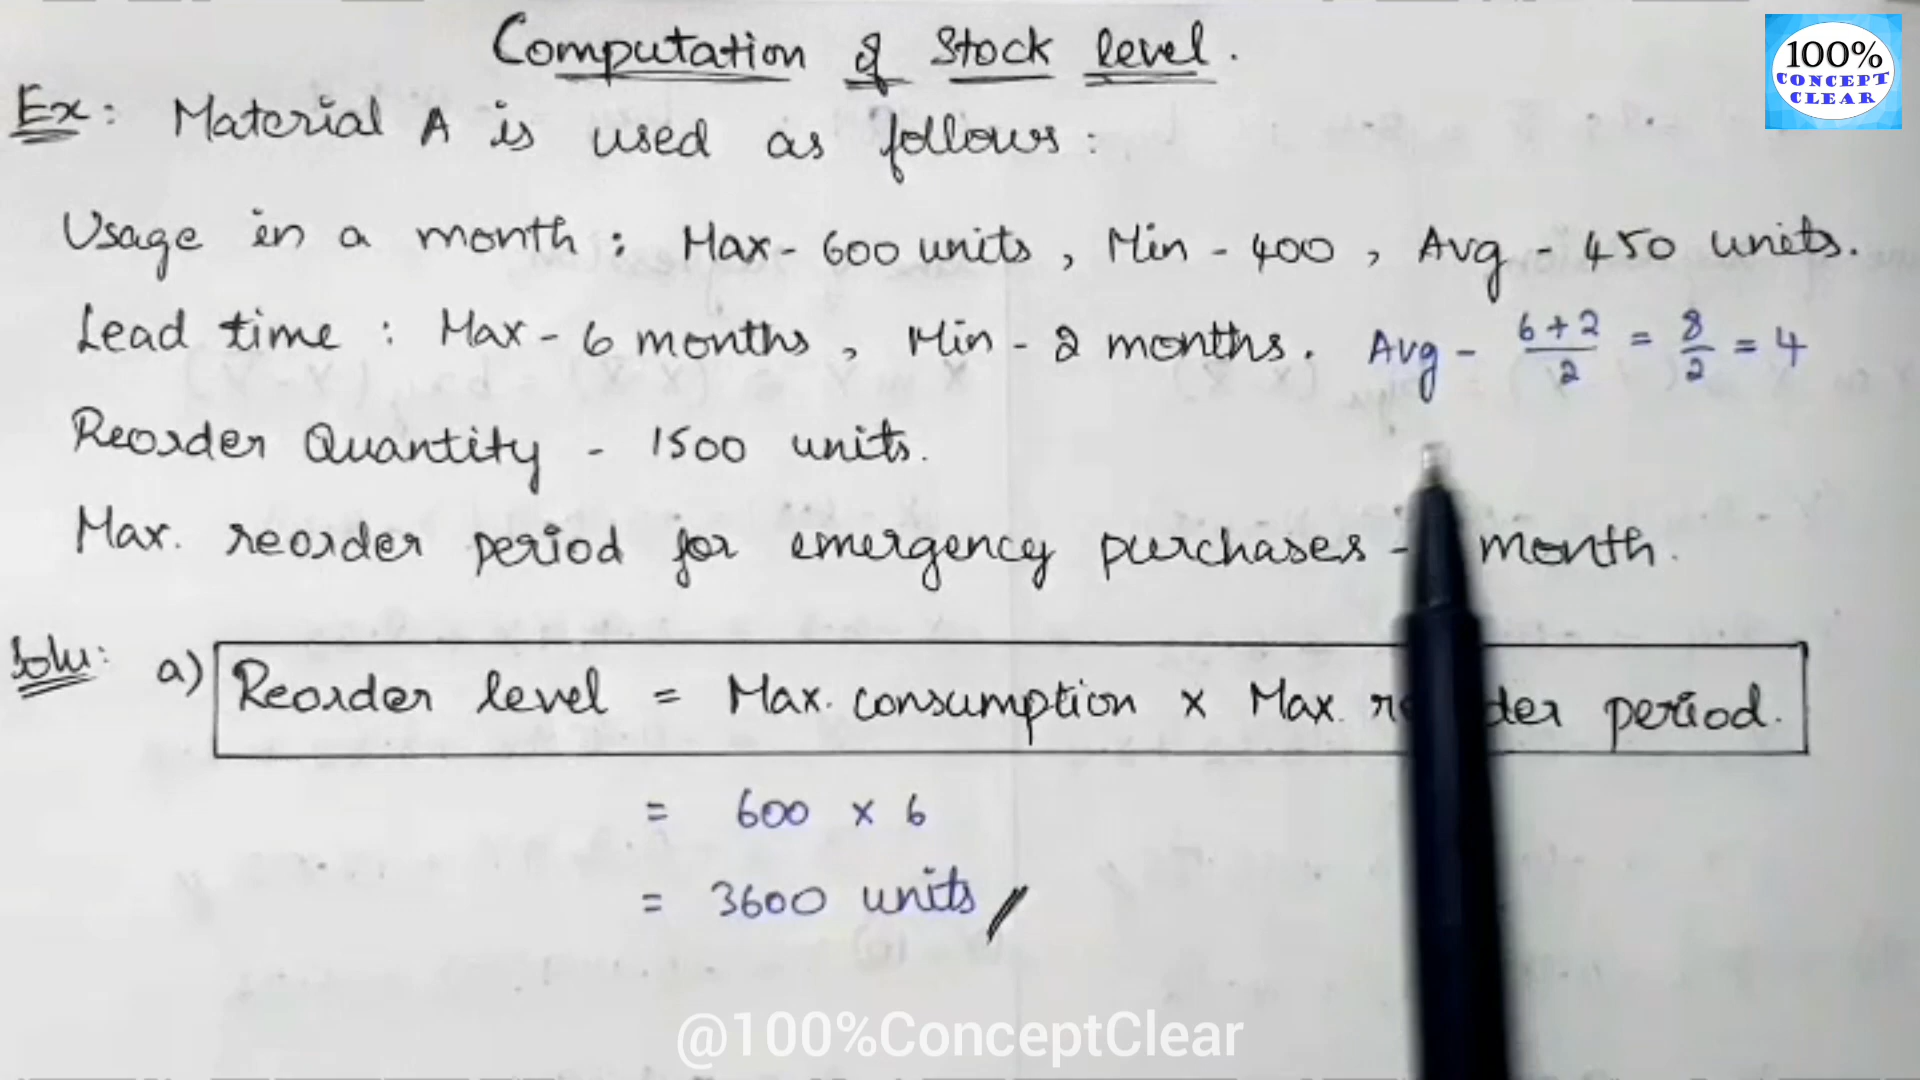 Computation of Stock level.
100%
CONCEPT
CLEAR
Ex: Material A is used as follows:
Usage in a month: Max - 600 units, Min - 400, Avg - 450 units.
Lead time: Max - 6 months, Min - 2 months. Avg - 6+2/2 = 8/2 = 4
Reorder Quantity - 1500 units.
Max. reorder period for emergency purchases - month.
Solu: a) Reorder level = Max. consumption x Max. period.
= 600 x 6
= 3600 units
@100%ConceptClear